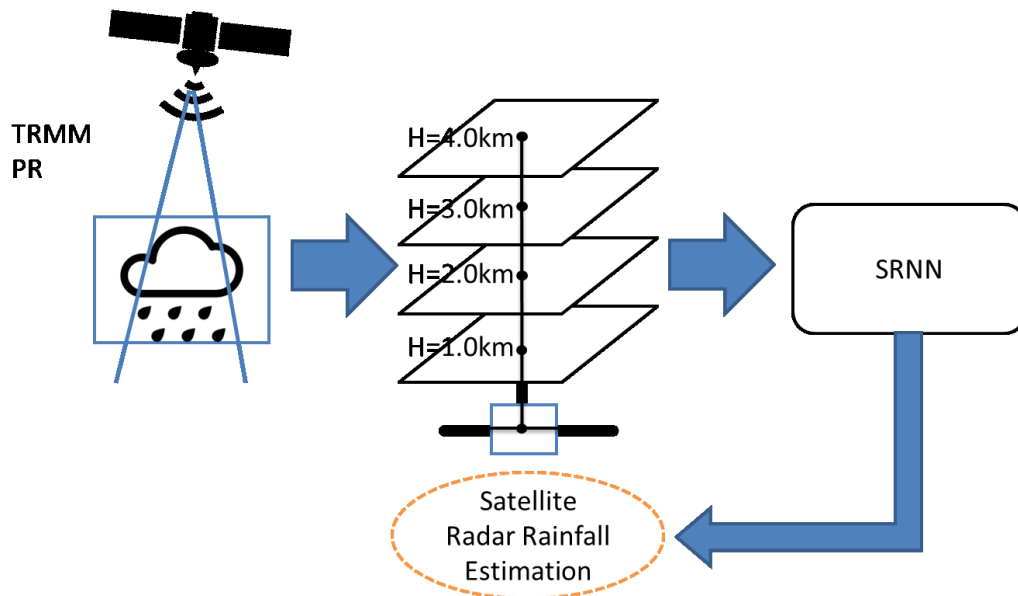 TRMM
PR
H=4.0km
H=3.0km
H=2.0km
H=1.0km
SRNN
Satellite
Radar Rainfall
Estimation